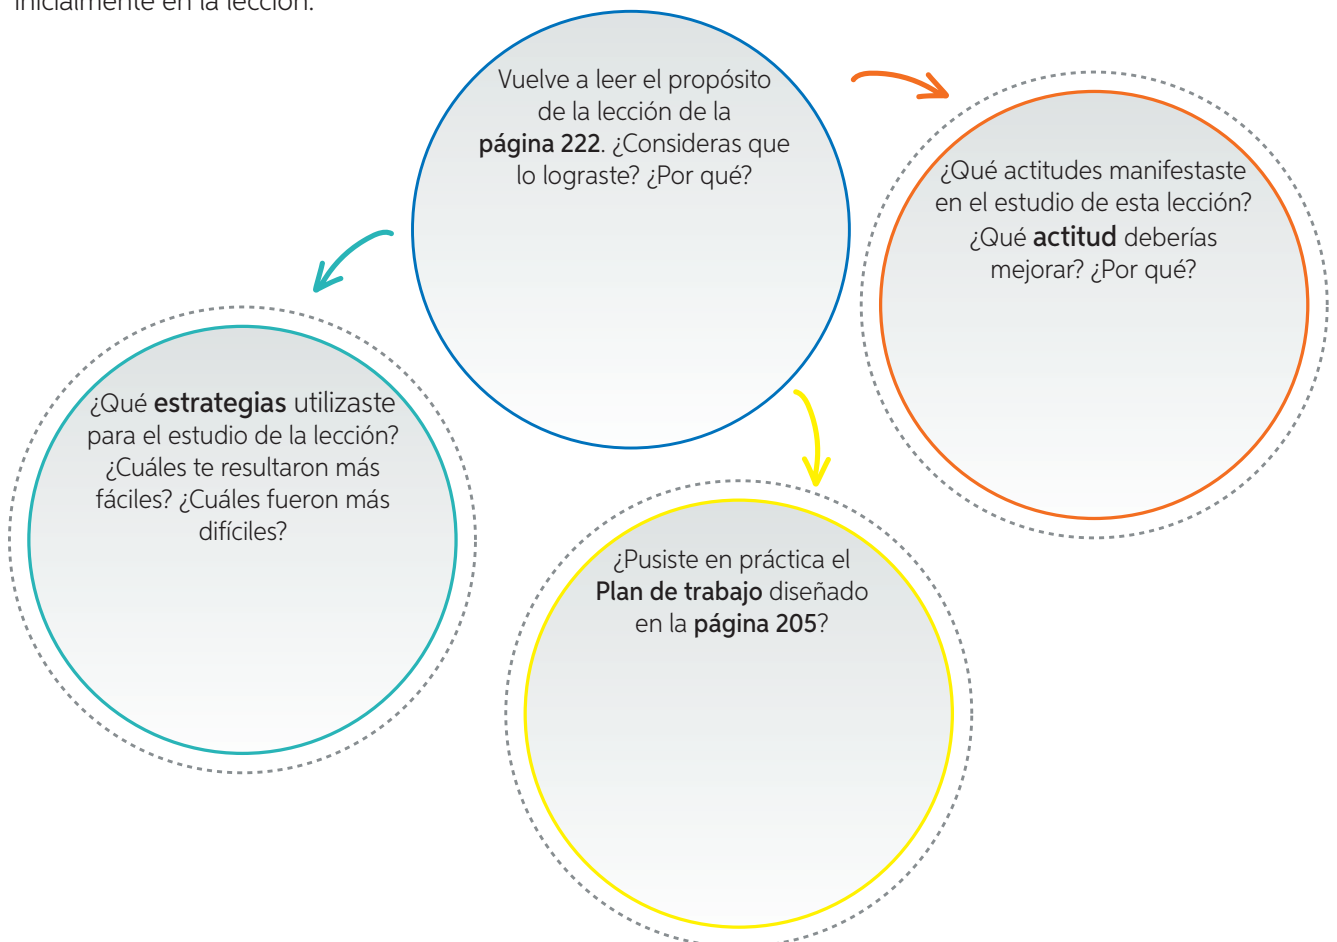 inicialmente en la lección.
Vuelve a leer el propósito
de la lección de la
página 222. ¿Consideras que
lo lograste? ¿Por qué?
¿Qué actitudes manifestaste
en el estudio de esta lección?
¿Qué actitud deberías
mejorar? ¿Por qué?
¿Qué estrategias utilizaste
para el estudio de la lección?
¿Cuáles te resultaron más
fáciles? ¿Cuáles fueron más
difíciles?
¿Pusiste en práctica el
Plan de trabajo diseñado
en la página 205?